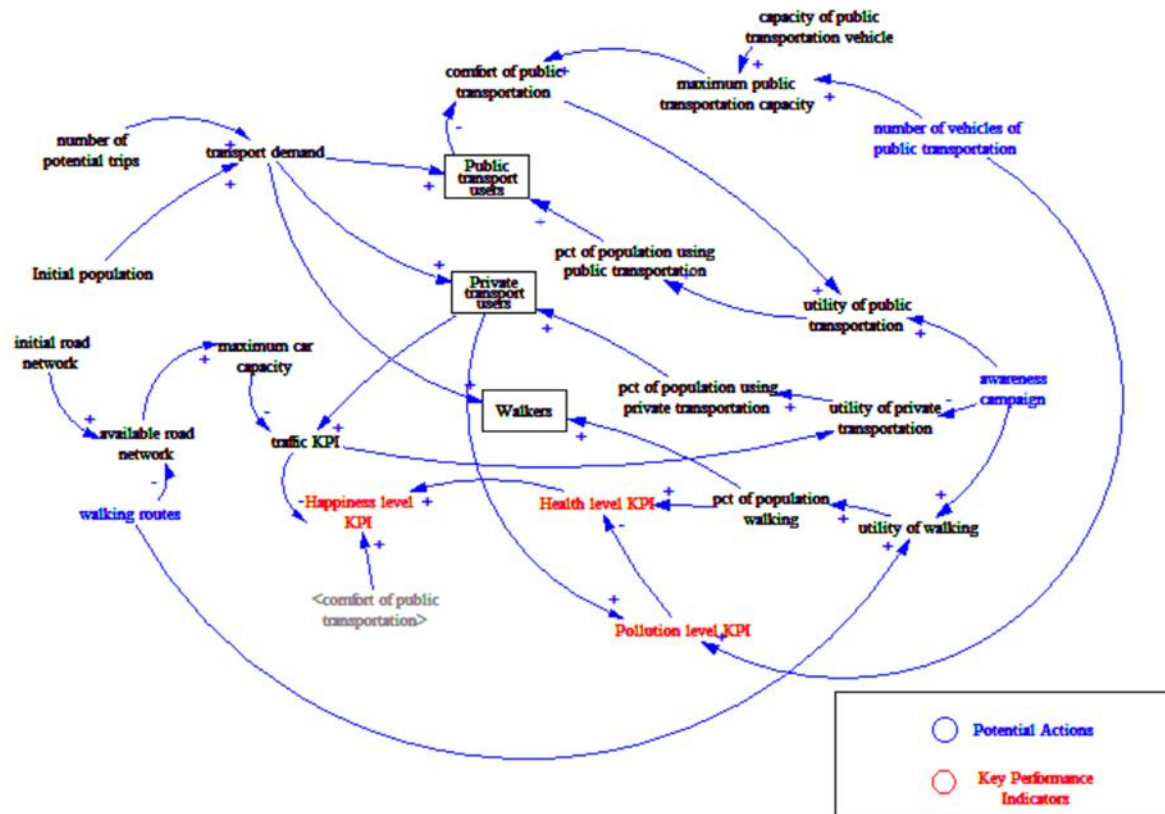 capacity of public
transportation vehicle
comfort of public
transportation
maximum public
transportation capacity
number of vehicles of
public transportation
number of
potential trips
transport demand
Public
transport
users
Initial population
pct of population using
public transportation
Private
transport
users
utility of public
transportation
initial road
network
maximum car
capacity
awareness
campaign
pct of population using
private transportation
utility of private
transportation
Walkers
available road
network
traffic KPI
walking routes
Happiness level
KPI
Health level KPI
pct of population
walking
utility of walking
<comfort of public
transportation>
Pollution level KPI
Potential Actions
Key Performance
Indicators